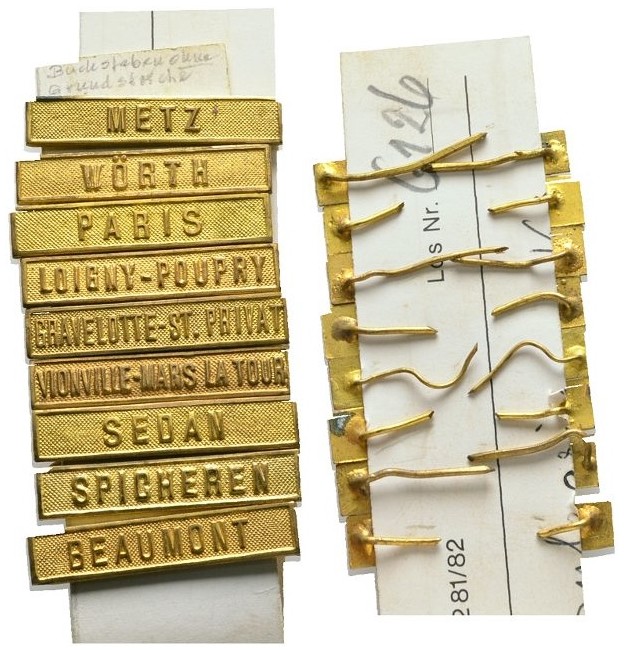 Buchstaben ohne
Grundstriche
METZ
WÖRTH
PARIS
LOIGNY-POUPRY
GRAVELOTTE-ST. PRIVAT
VIONVILLE-MARS LA TOUR
SEDAN
SPICHEREN
BEAUMONT
6126
Los Nr.
281/82